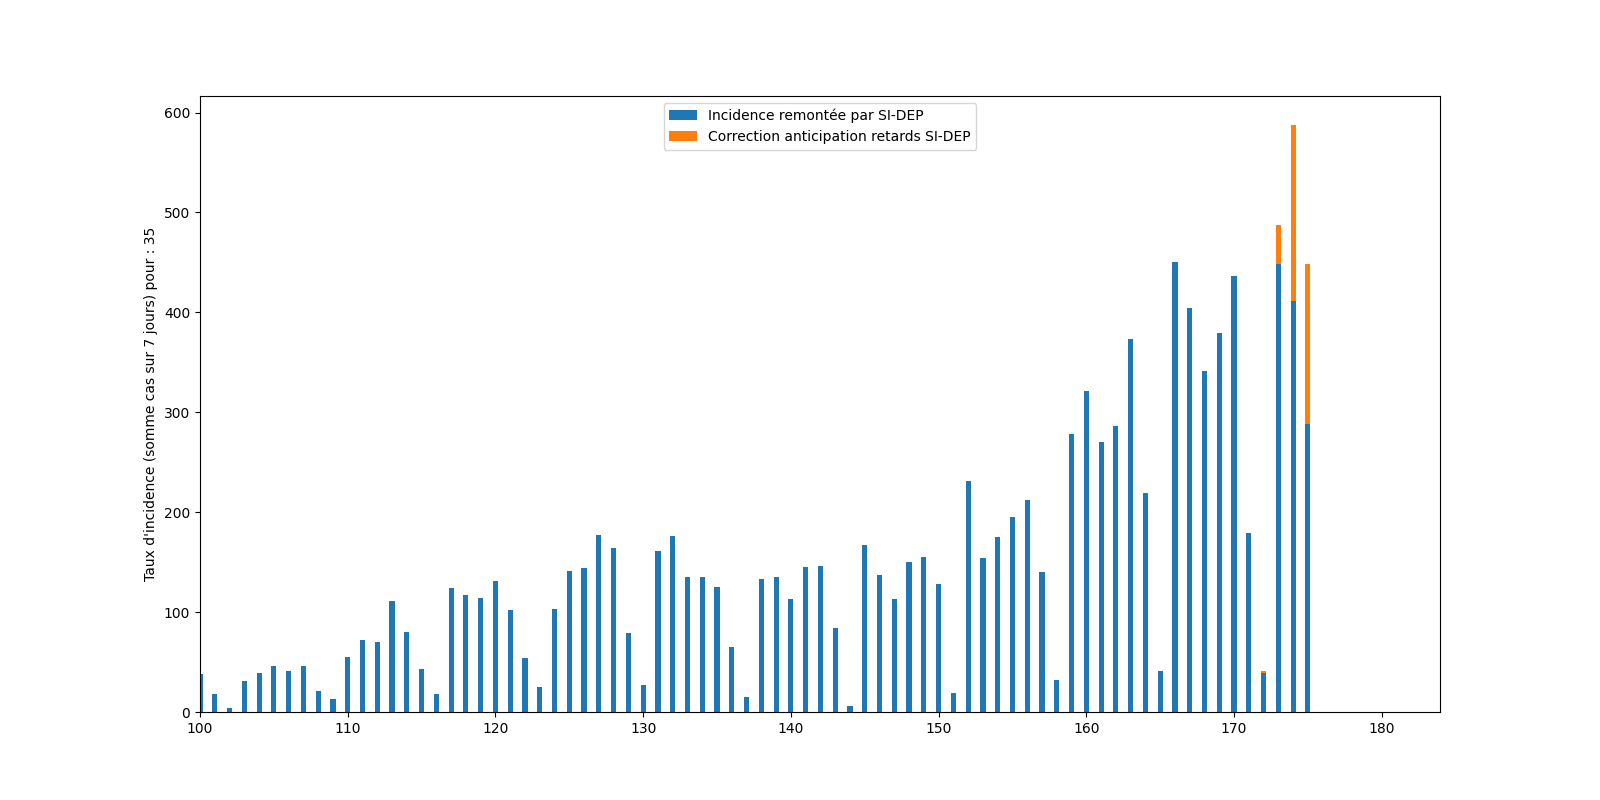 Incidence remontée par SI-DEP
Correction anticipation retards SI-DEP
Taux d'incidence (somme cas sur 7 jours) pour : 35
600
500
400
300
200
100
0
100 110 120 130 140 150 160 170 180